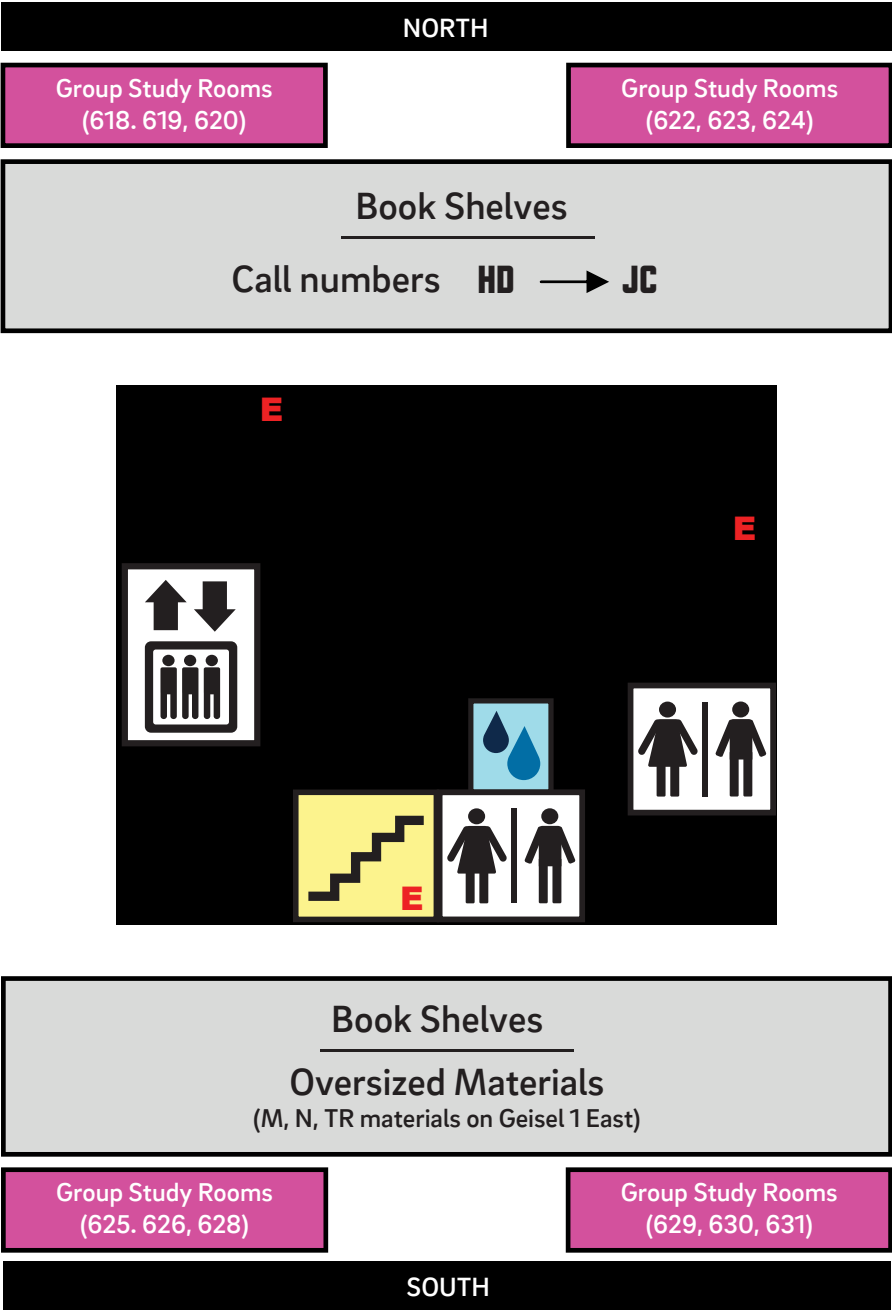 NORTH
Group Study Rooms
(618. 619, 620)
Group Study Rooms
(622, 623, 624)
Book Shelves
Call numbers HD → JC
E
E
E
Book Shelves
Oversized Materials
(M, N, TR materials on Geisel 1 East)
Group Study Rooms
(625. 626, 628)
Group Study Rooms
(629, 630, 631)
SOUTH